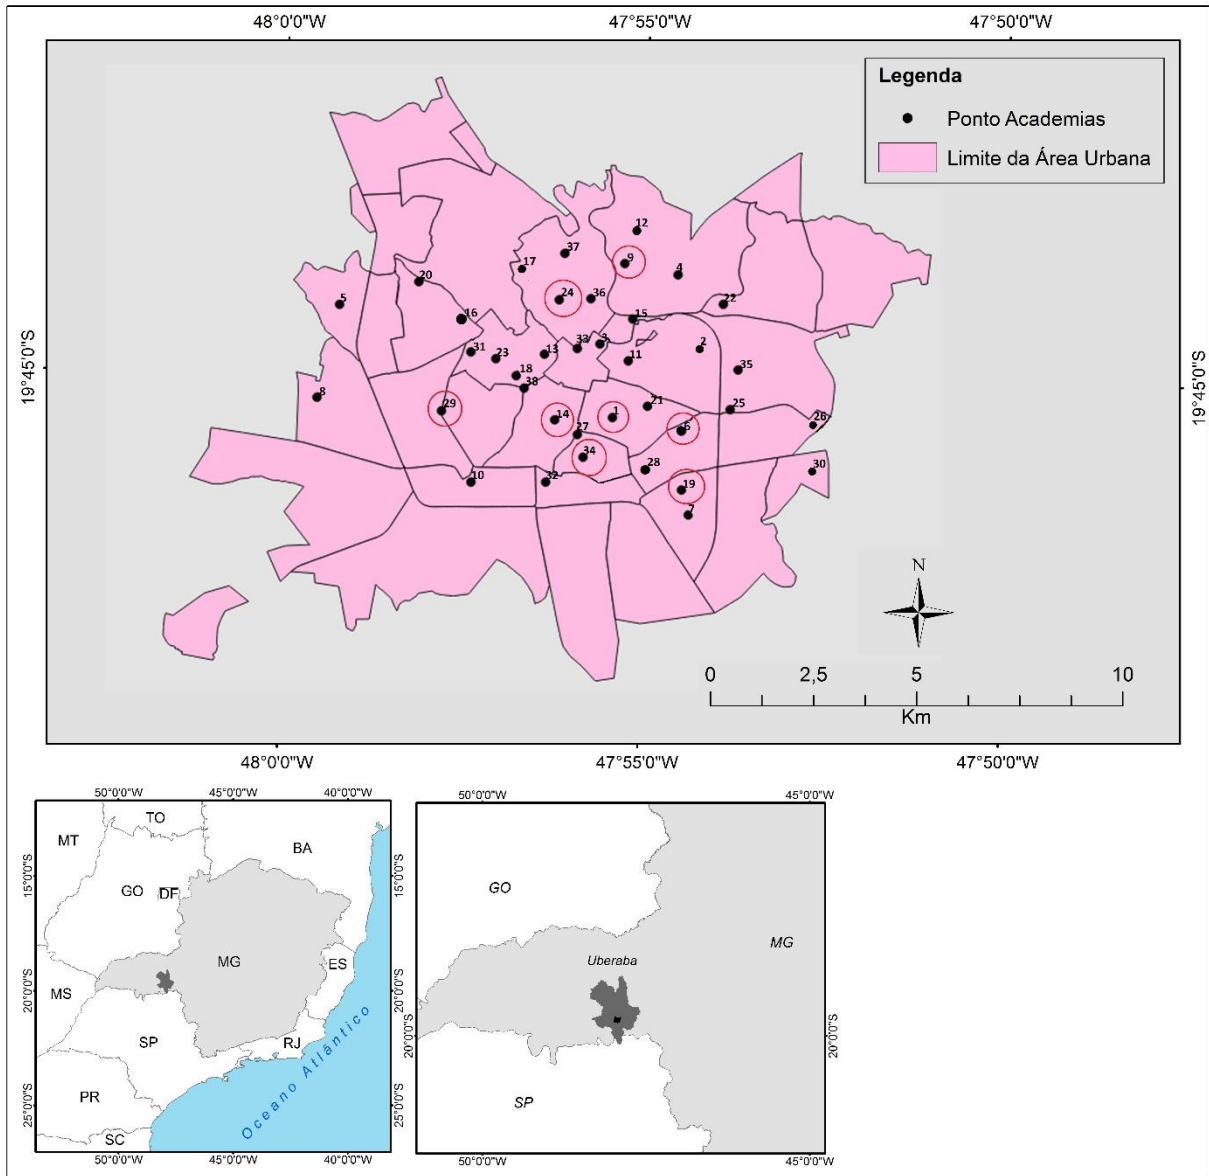 48°0'0"W 47°55'0"W 47°50'0"W
Legenda
Ponto Academias
Limite da Área Urbana
12
37
9
17
4
20
24
36
5
22
16
15
33
3
2
31
13
23
11
35
18
38
8
21
29
25
14
1
26
6
27
34
28
30
10
32
19
7
19°45'0"S
19°45'0"S
N
0 2,5 5 10
Km
48°0'0"W 47°55'0"W 47°50'0"W
50°0'0"W 45°0'0"W 40°0'0"W
TO
MT
BA
15°0'0"S
15°0'0"S
GO
DF
MG
ES
20°0'0"S
20°0'0"S
MS
SP
RJ
Oceano Atlântico
PR
25°0'0"S
25°0'0"S
SC
50°0'0"W 45°0'0"W 40°0'0"W
50°0'0"W 45°0'0"W
GO
MG
Uberaba
20°0'0"S
20°0'0"S
SP
50°0'0"W 45°0'0"W